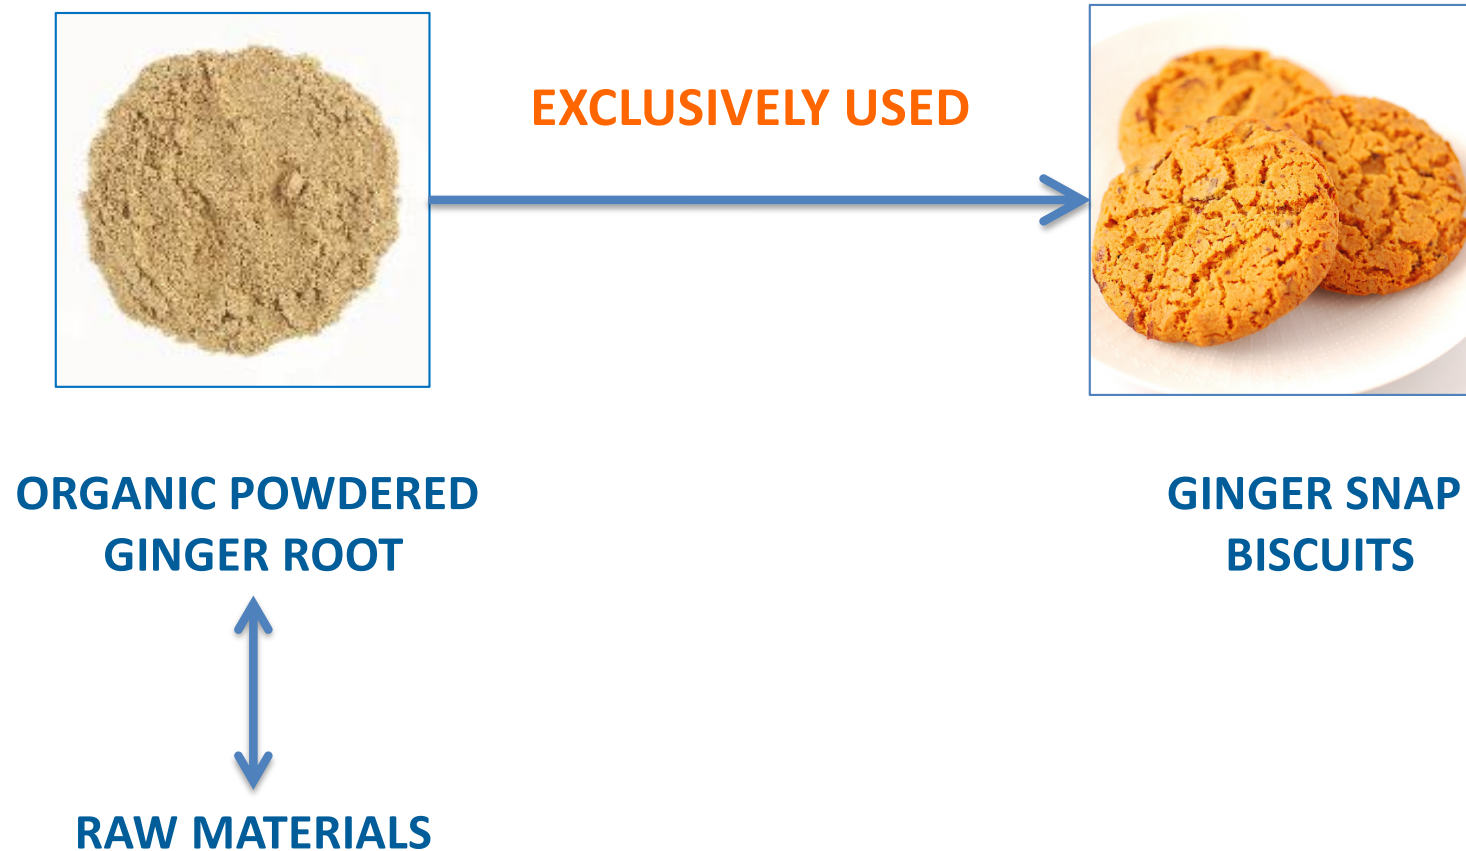 EXCLUSIVELY USED
ORGANIC POWDERED
GINGER ROOT
GINGER SNAP
BISCUITS
RAW MATERIALS